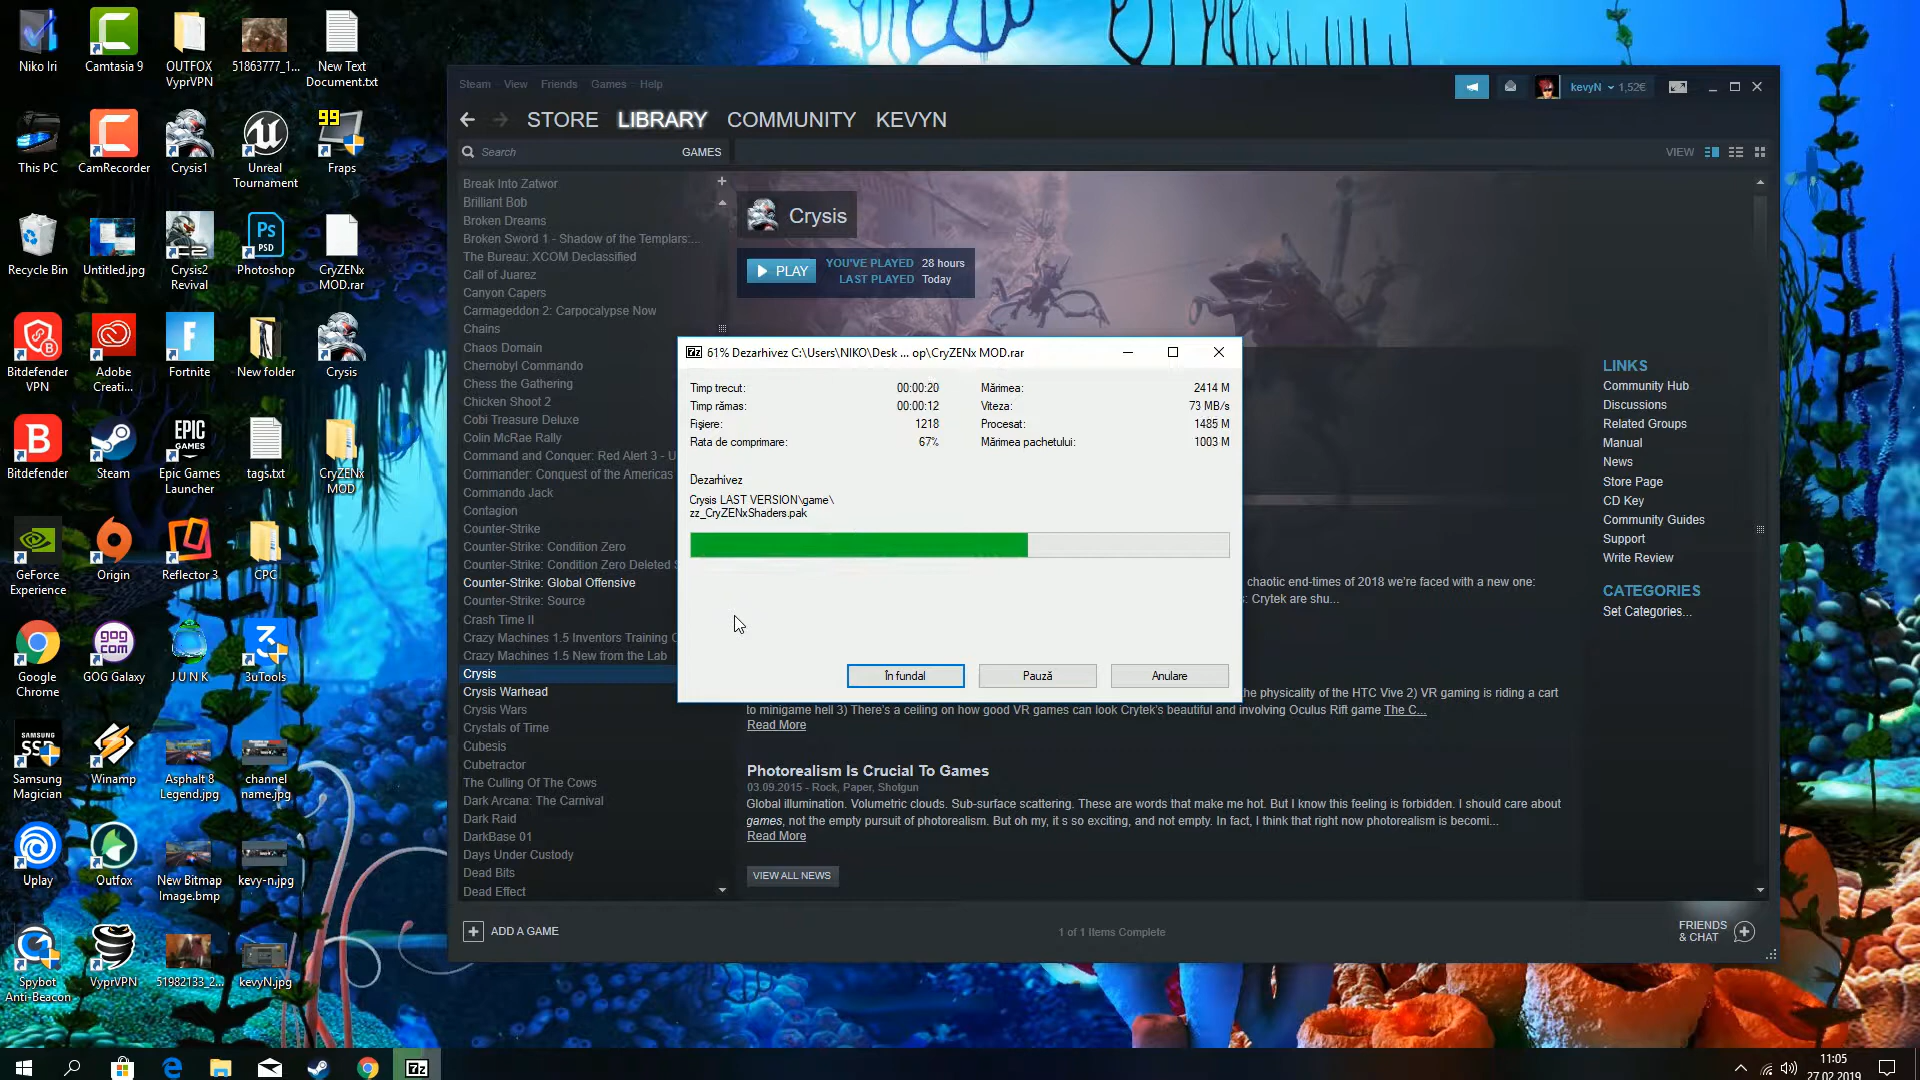 Niko Iri
Camtasia 9
OUTFOX
VyprVPN
51863777_1...
New Text
Document.txt
This PC
CamRecorder
Crysis1
Unreal
Tournament
99
Fraps
Recycle Bin
Untitled.jpg
Crysis2
Revival
Ps
PSD
Photoshop
CryZENx
MOD.rar
Bitdefender
VPN
Adobe
Creati...
Fortnite
New folder
Crysis
Bitdefender
Steam
EPIC
GAMES
Epic Games
Launcher
tags.txt
CryZENx
MOD
GeForce
Experience
Origin
Reflector 3
CPC
Google
Chrome
GOG
COM
GOG Galaxy
J U N K
3uTools
SAMSUNG
SSD
Samsung
Magician
Winamp
Asphalt 8
Legend.jpg
channel
name.jpg
Uplay
Outfox
New Bitmap
Image.bmp
kevy-n.jpg
Spybot
Anti-Beacon
VyprVPN
51982133_2...
kevyN.jpg
Steam View Friends Games Help
kevyN 1,52€
STORE LIBRARY COMMUNITY KEVYN
Search
GAMES
VIEW
Break Into Zatwor
Brilliant Bob
Broken Dreams
Broken Sword 1 - Shadow of the Templars:...
The Bureau: XCOM Declassified
Call of Juarez
Canyon Capers
Carmageddon 2: Carpocalypse Now
Chains
Chaos Domain
Chernobyl Commando
Chess the Gathering
Chicken Shoot 2
Cobi Treasure Deluxe
Colin McRae Rally
Command and Conquer: Red Alert 3 - U
Commander: Conquest of the Americas
Commando Jack
Contagion
Counter-Strike
Counter-Strike: Condition Zero
Counter-Strike: Condition Zero Deleted S
Counter-Strike: Global Offensive
Counter-Strike: Source
Crash Time II
Crazy Machines 1.5 Inventors Training C
Crazy Machines 1.5 New from the Lab
Crysis
Crysis Warhead
Crysis Wars
Crystals of Time
Cubesis
Cubetractor
The Culling Of The Cows
Dark Arcana: The Carnival
Dark Raid
DarkBase 01
Days Under Custody
Dead Bits
Dead Effect
Crysis
PLAY
YOU'VE PLAYED 28 hours
LAST PLAYED Today
61% Dezarhivez C:\Users\NIKO\Desk ... op\CryZENx MOD.rar
Timp trecut: 00:00:20 Mărimea: 2414 M
Timp rămas: 00:00:12 Viteza: 73 MB/s
Fişiere: 1218 Procesat: 1485 M
Rata de comprimare: 67% Mărimea pachetului: 1003 M
Dezarhivez
Crysis LAST VERSION\game\
zz_CryZENxShaders.pak
În fundal Pauză Anulare
chaotic end-times of 2018 we're faced with a new one:
: Crytek are shu...
he physicality of the HTC Vive 2) VR gaming is riding a cart
to minigame hell 3) There's a ceiling on how good VR games can look Crytek's beautiful and involving Oculus Rift game The C...
Read More
Photorealism Is Crucial To Games
03.09.2015 - Rock, Paper, Shotgun
Global illumination. Volumetric clouds. Sub-surface scattering. These are words that make me hot. But I know this feeling is forbidden. I should care about
games, not the empty pursuit of photorealism. But oh my, it s so exciting, and not empty. In fact, I think that right now photorealism is becomi...
Read More
VIEW ALL NEWS
LINKS
Community Hub
Discussions
Related Groups
Manual
News
Store Page
CD Key
Community Guides
Support
Write Review
CATEGORIES
Set Categories...
ADD A GAME
1 of 1 Items Complete
FRIENDS
& CHAT
11:05
27.02.2019